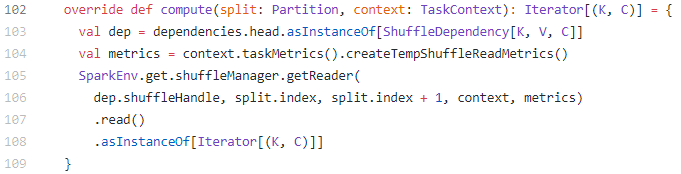 102 override def compute(split: Partition, context: TaskContext): Iterator[(K, C)] = {
103 val dep = dependencies.head.asInstanceOf[ShuffleDependency[K, V, C]]
104 val metrics = context.taskMetrics().createTempShuffleReadMetrics()
105 SparkEnv.get.shuffleManager.getReader(
106 dep.shuffleHandle, split.index, split.index + 1, context, metrics)
107 .read()
108 .asInstanceOf[Iterator[(K, C)]]
109 }